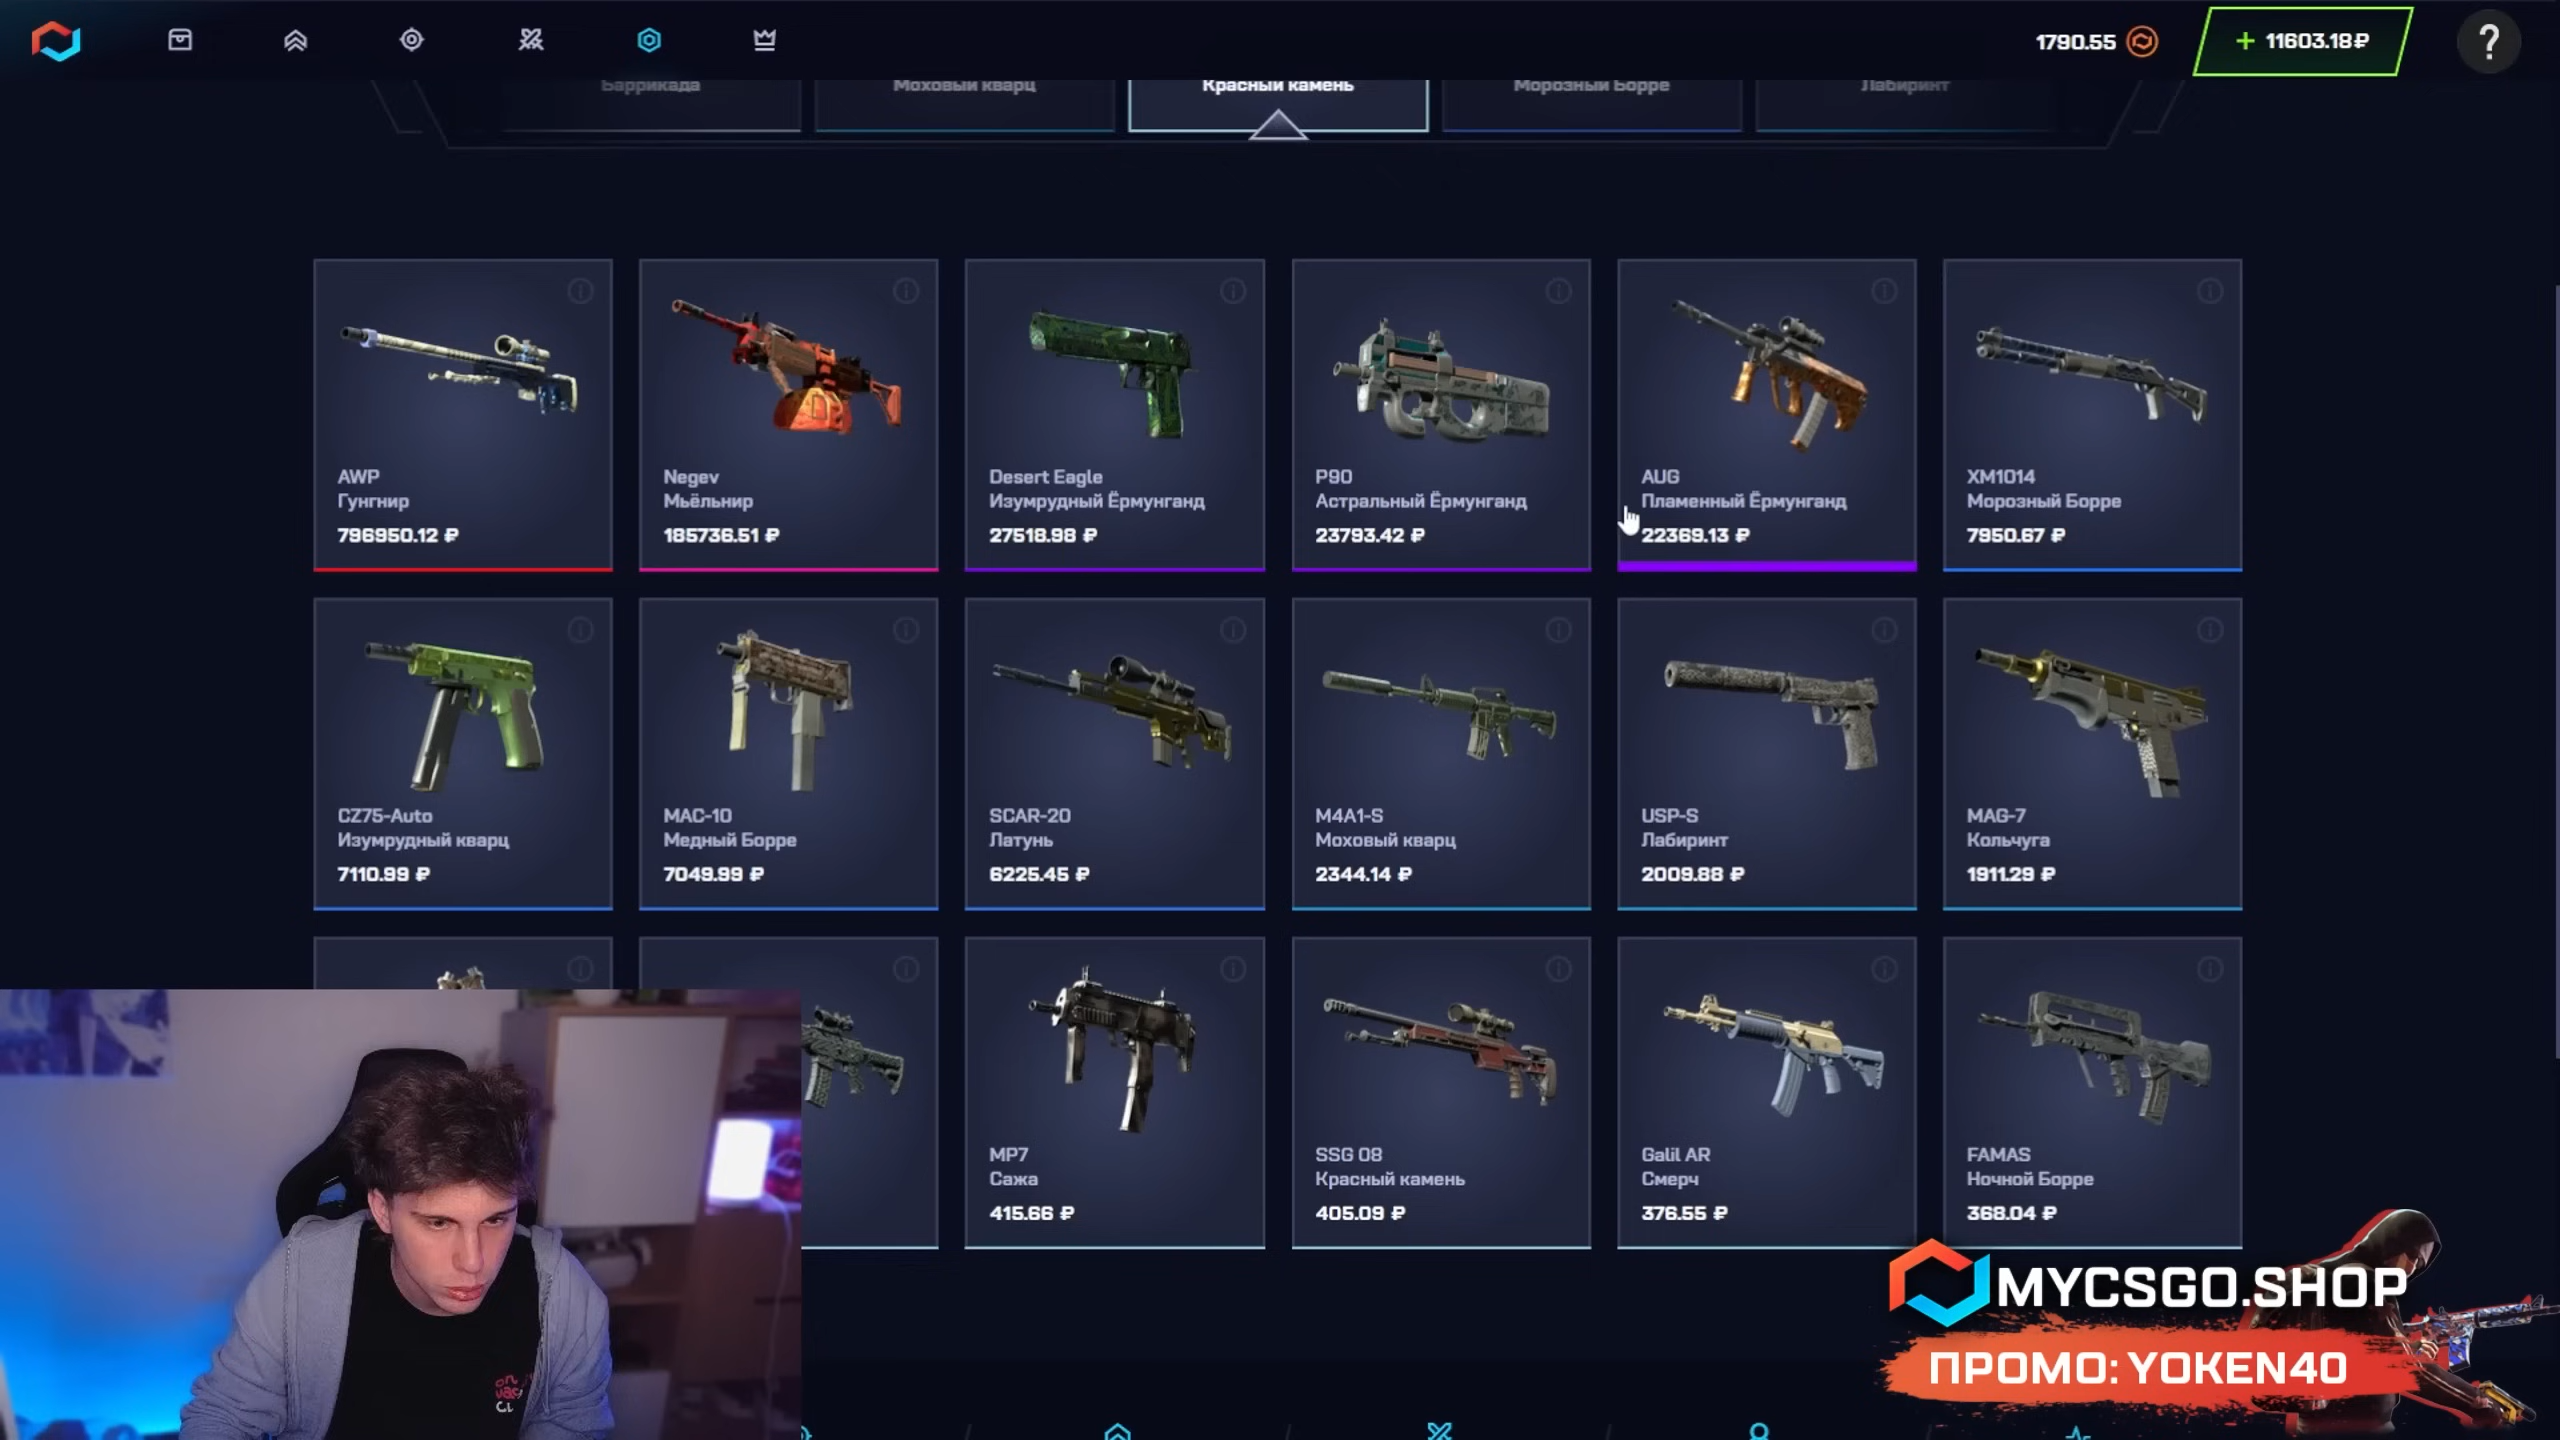 1790.55
+ 11603.18₽
?
Баррикада
Моховый кварц
Красный камень
Морозный Борре
Лабиринт
AWP
Гунгнир
796950.12 ₽
Negev
Мьёльнир
185736.51 ₽
Desert Eagle
Изумрудный Ёрмунганд
27518.98 ₽
P90
Астральный Ёрмунганд
23793.42 ₽
AUG
Пламенный Ёрмунганд
22369.13 ₽
XM1014
Морозный Борре
7950.67 ₽
CZ75-Auto
Изумрудный кварц
7110.99 ₽
MAC-10
Медный Борре
7049.99 ₽
SCAR-20
Латунь
6225.45 ₽
M4A1-S
Моховый кварц
2344.14 ₽
USP-S
Лабиринт
2009.88 ₽
MAG-7
Кольчуга
1911.29 ₽
MP7
Сажа
415.66 ₽
SSG 08
Красный камень
405.09 ₽
Galil AR
Смерч
376.55 ₽
FAMAS
Ночной Борре
368.04 ₽
MYCSGO.SHOP
ПРОМО: YOKEN40